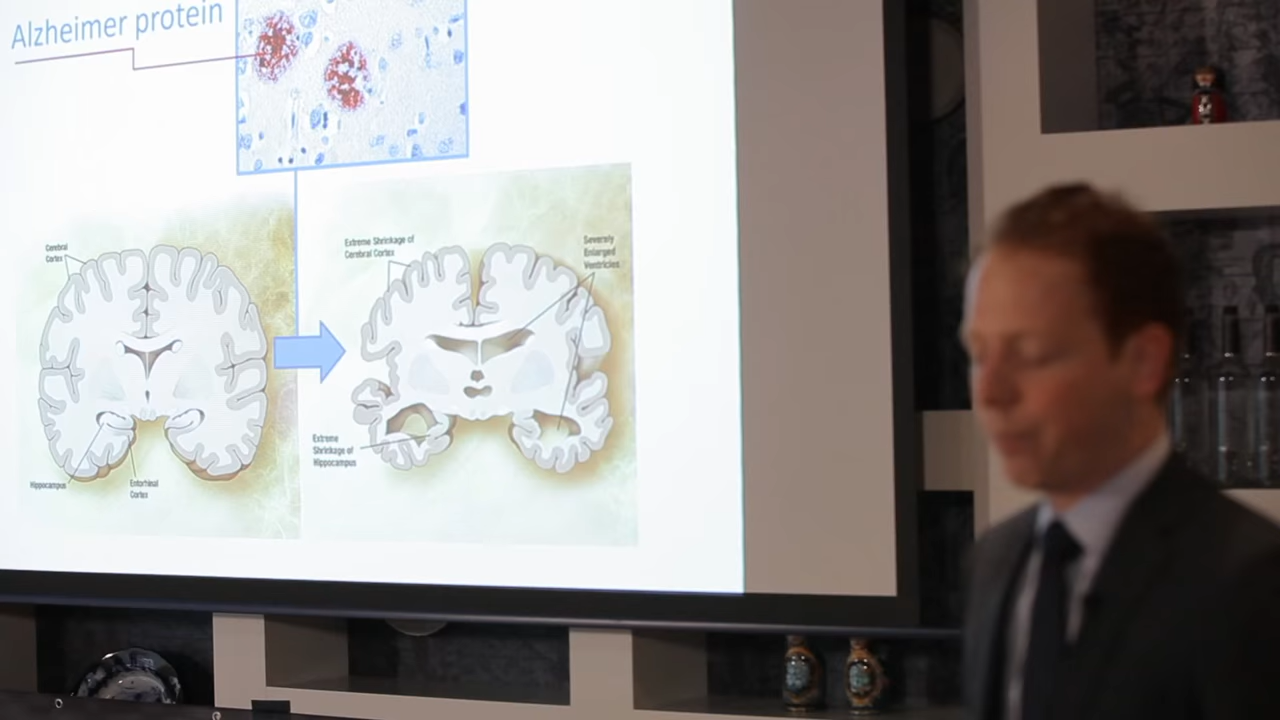 Alzheimer protein
Cerebral
Cortex
Extreme Shrinkage of
Cerebral Cortex
Severely
Enlarged
Ventricles
Extreme
Shrinkage of
Hippocampus
Hippocampus
Entorhinal
Cortex